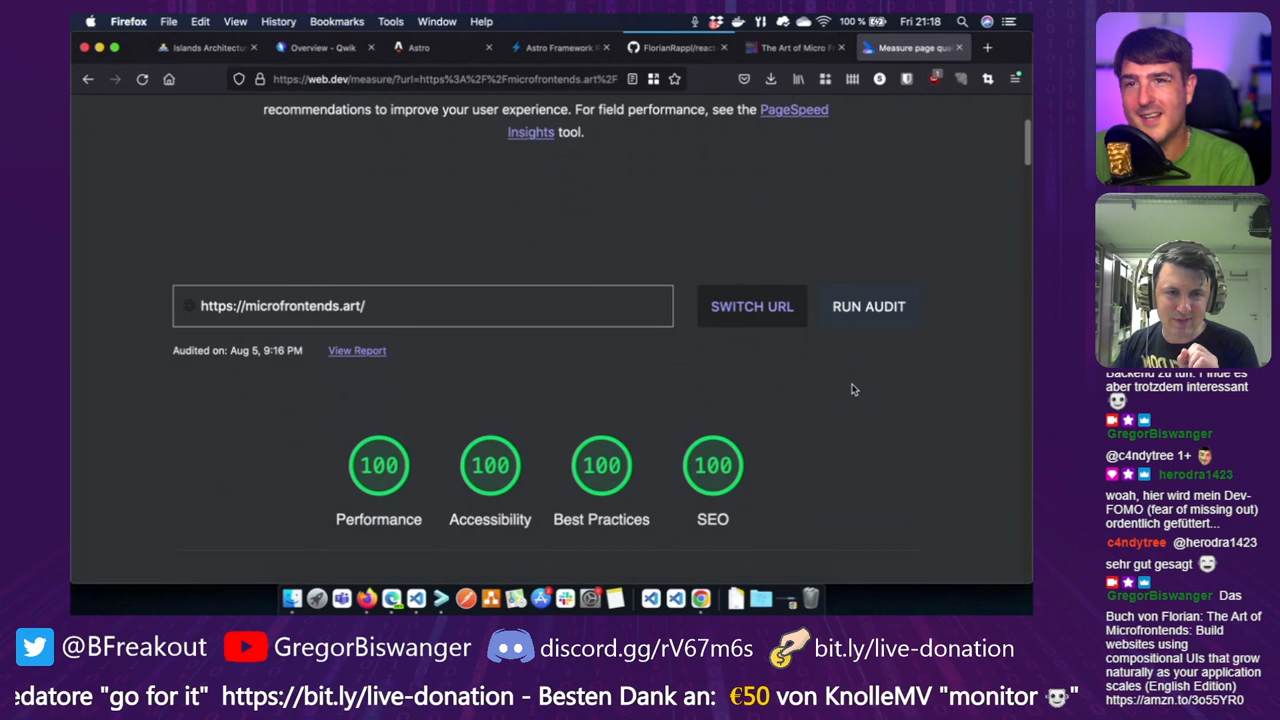 Firefox File Edit View History Bookmarks Tools Window Help
100 % Fri 21:18
Islands Architectur
Overview - Qwik
Astro
Astro Framework R
FlorianRappl/react
The Art of Micro F
Measure page qua
https://web.dev/measure/?url=https%3A%2F%2Fmicrofrontends.art%2F
recommendations to improve your user experience. For field performance, see the PageSpeed
Insights tool.
https://microfrontends.art/
SWITCH URL
RUN AUDIT
Audited on: Aug 5, 9:16 PM
View Report
100 100 100 100
Performance Accessibility Best Practices SEO
aber trotzdem interessant
GregorBiswanger
@c4ndytree 1+
herodra1423
woah, hier wird mein Dev-
FOMO (fear of missing out)
ordentlich gefüttert...
c4ndytree @herodra1423
sehr gut gesagt
GregorBiswanger Das
Buch von Florian: The Art of
Microfrontends: Build
websites using
compositional UIs that grow
naturally as your application
scales (English Edition)
https://amzn.to/3o55YR0
@BFreakout
GregorBiswanger
discord.gg/rV67m6s
bit.ly/live-donation
edatore "go for it" https://bit.ly/live-donation - Besten Dank an: €50 von KnolleMV "monitor "